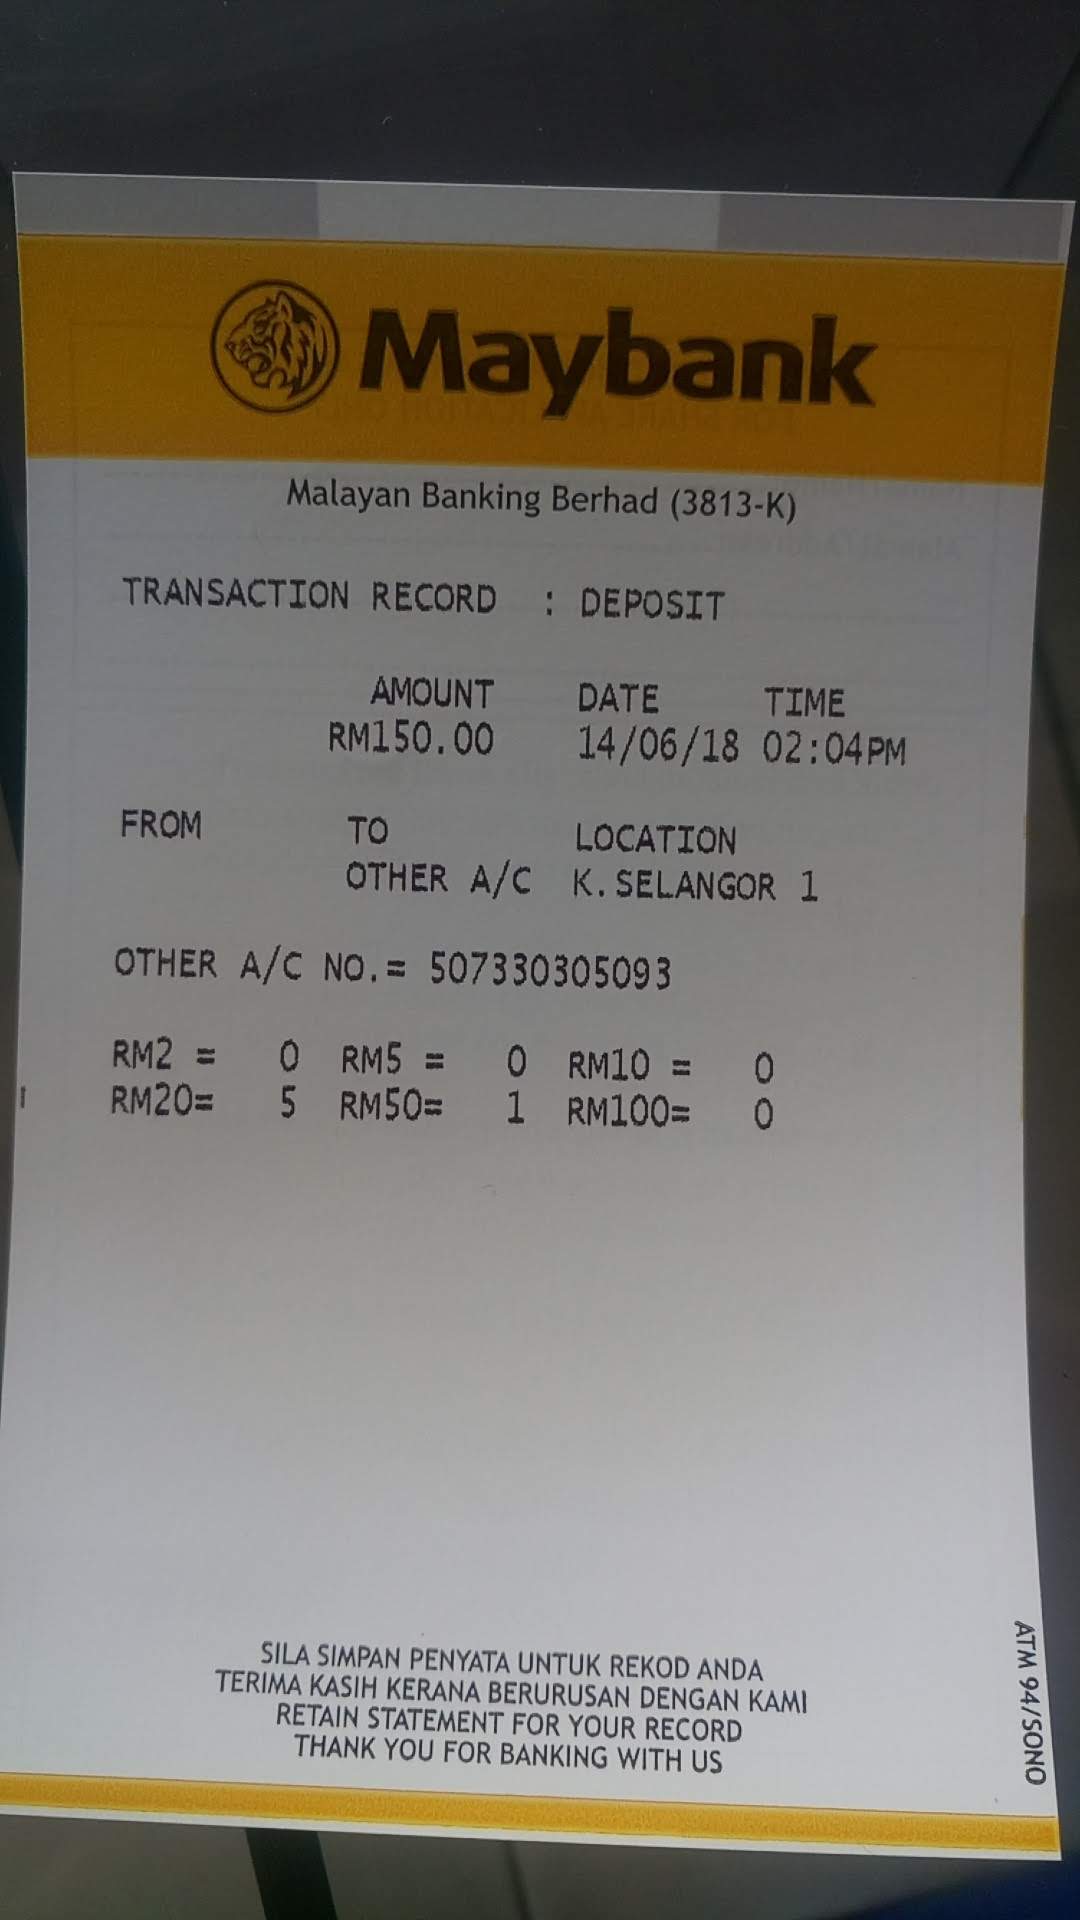 Maybank
Malayan Banking Berhad (3813-K)
TRANSACTION RECORD : DEPOSIT
AMOUNT DATE TIME
RM150.00 14/06/18 02:04PM
FROM TO LOCATION
OTHER A/C K.SELANGOR 1
OTHER A/C NO.= 507330305093
RM2 = 0 RM5 = 0 RM10 = 0
RM20= 5 RM50= 1 RM100= 0
SILA SIMPAN PENYATA UNTUK REKOD ANDA
TERIMA KASIH KERANA BERURUSAN DENGAN KAMI
RETAIN STATEMENT FOR YOUR RECORD
THANK YOU FOR BANKING WITH US
ATM 94/SONO